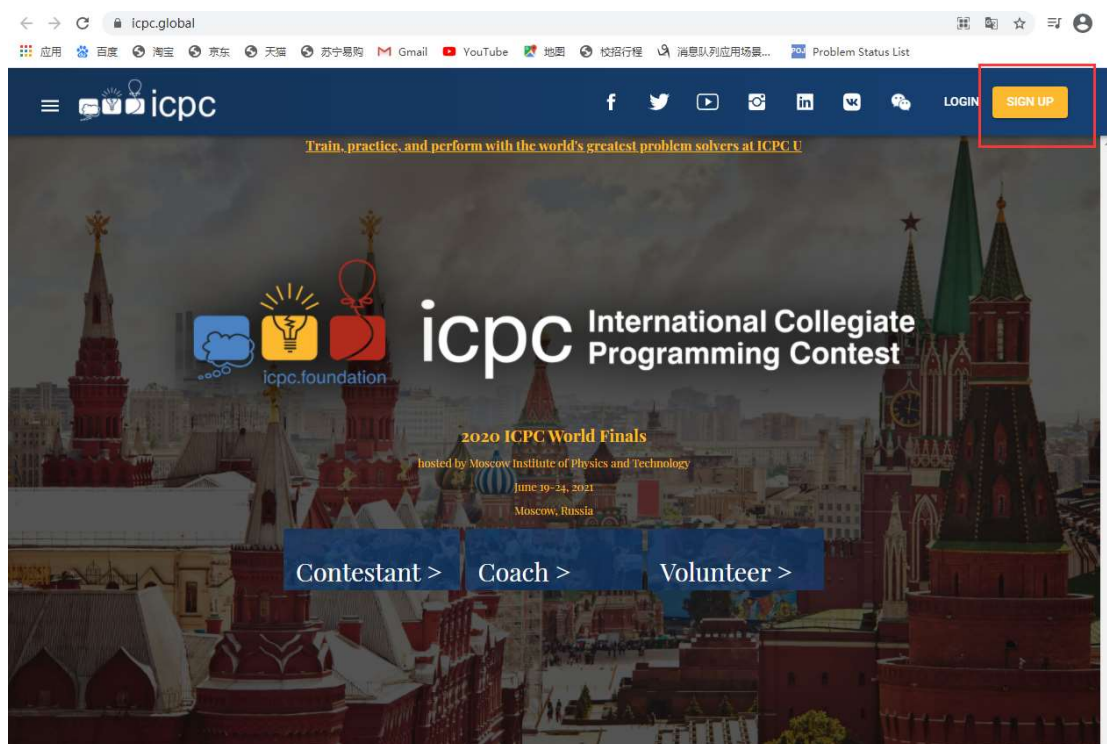 icpc.global
应用 百度 淘宝 京东 天猫 苏宁易购 Gmail YouTube 地图 校招行程 消息队列应用场景... POJ Problem Status List
icpc LOGIN SIGN UP
Train, practice, and perform with the world's greatest problem solvers at ICPC U
icpc International Collegiate
Programming Contest
icpc.foundation
2020 ICPC World Finals
hosted by Moscow Institute of Physics and Technology
June 19-24, 2021
Moscow, Russia
Contestant > Coach > Volunteer >